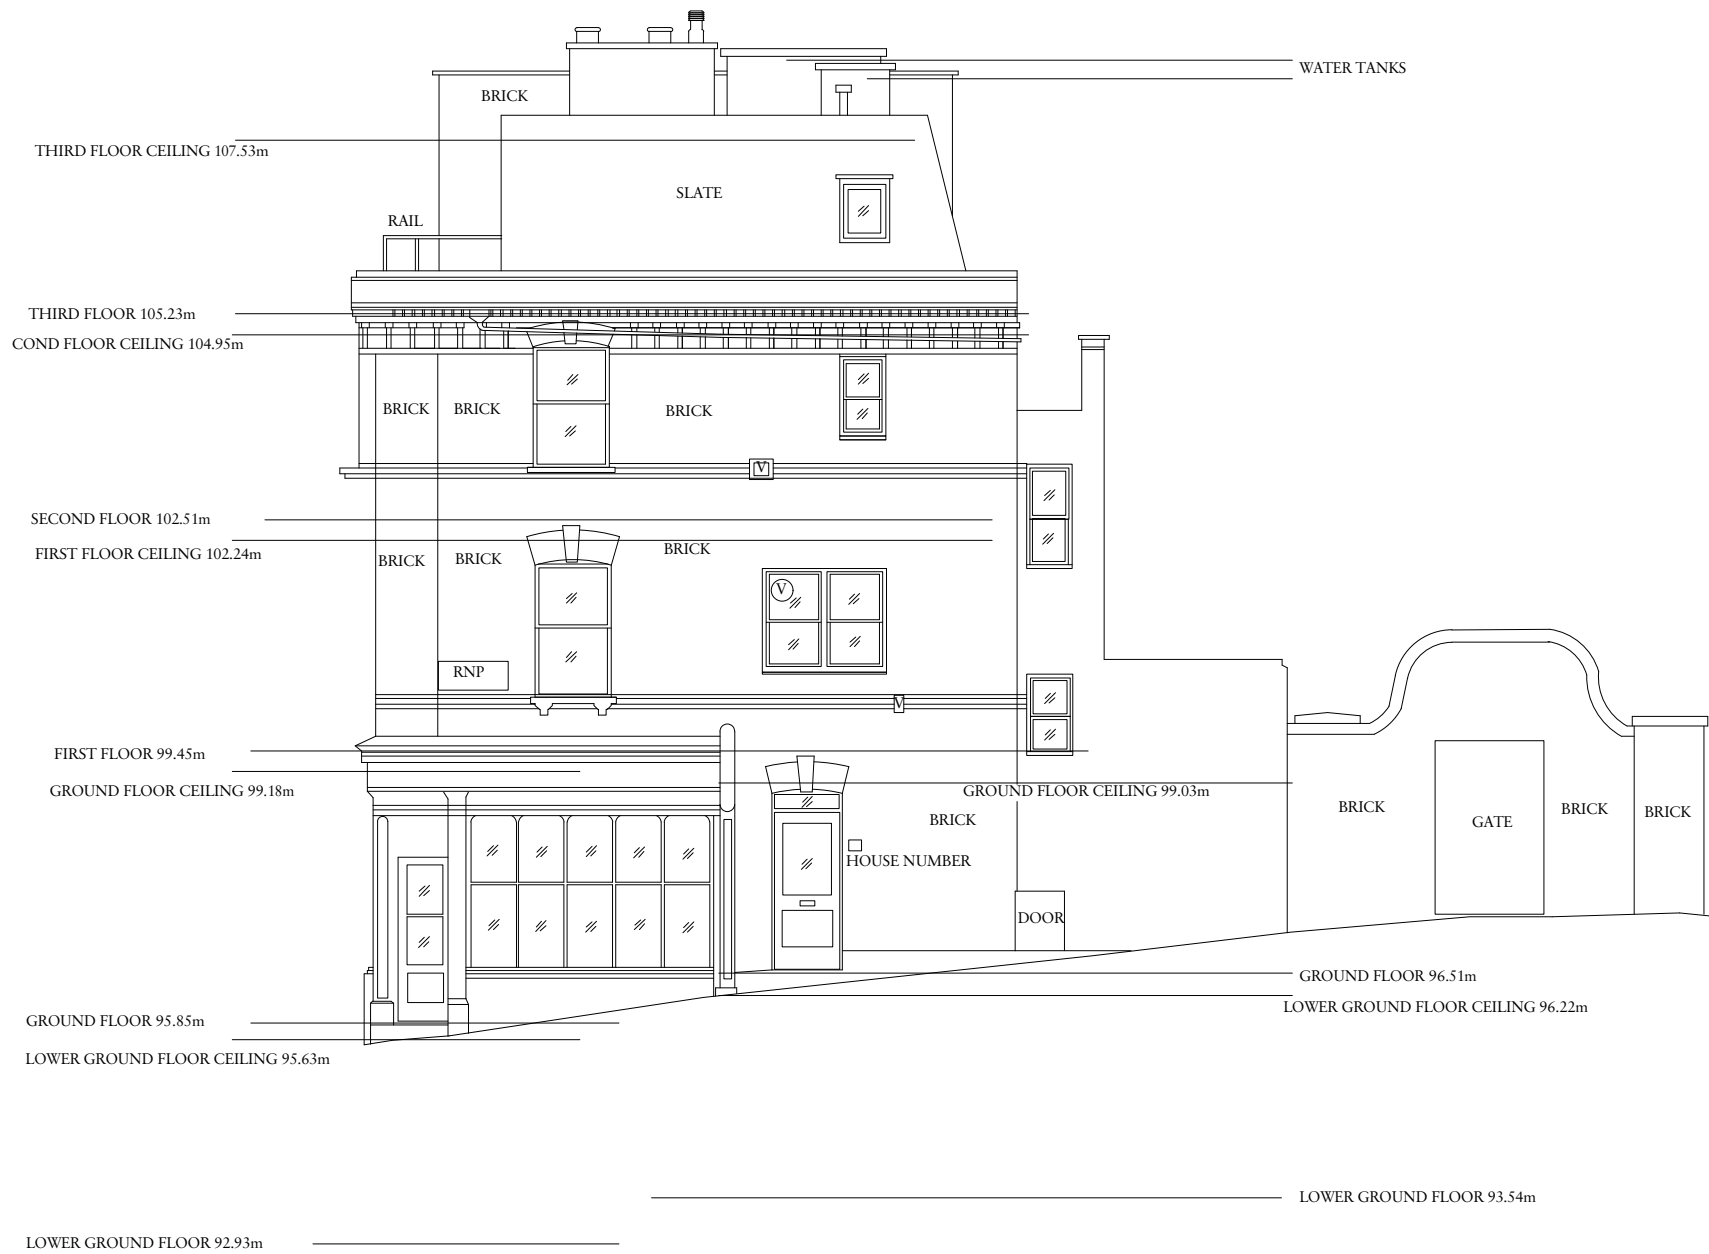 WATER TANKS
BRICK
THIRD FLOOR CEILING 107.53m
SLATE
RAIL
THIRD FLOOR 105.23m
COND FLOOR CEILING 104.95m
BRICK
BRICK
BRICK
V
SECOND FLOOR 102.51m
FIRST FLOOR CEILING 102.24m
BRICK
BRICK
BRICK
V
RNP
V
FIRST FLOOR 99.45m
GROUND FLOOR CEILING 99.18m
GROUND FLOOR CEILING 99.03m
BRICK
BRICK
BRICK
BRICK
GATE
HOUSE NUMBER
DOOR
GROUND FLOOR 96.51m
LOWER GROUND FLOOR CEILING 96.22m
GROUND FLOOR 95.85m
LOWER GROUND FLOOR CEILING 95.63m
LOWER GROUND FLOOR 93.54m
LOWER GROUND FLOOR 92.93m